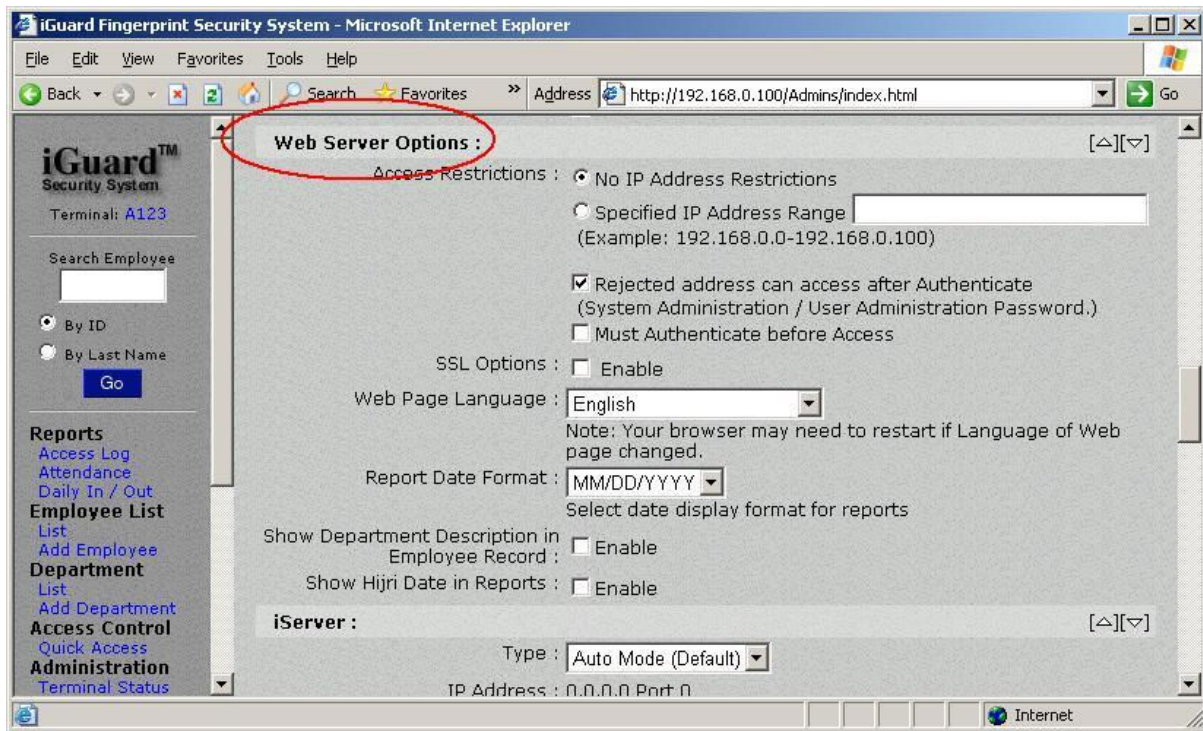 iGuard Fingerprint Security System - Microsoft Internet Explorer
File Edit View Favorites Tools Help
Back Search Favorites » Address http://192.168.0.100/Admins/index.html Go
iGuard™
Security System
Terminal: A123
Search Employee
By ID
By Last Name
Go
Reports
Access Log
Attendance
Daily In / Out
Employee List
List
Add Employee
Department
List
Add Department
Access Control
Quick Access
Administration
Terminal Status
Web Server Options : [△][▽]
Access Restrictions : No IP Address Restrictions
Specified IP Address Range
(Example: 192.168.0.0-192.168.0.100)
Rejected address can access after Authenticate
(System Administration / User Administration Password.)
Must Authenticate before Access
SSL Options : Enable
Web Page Language : English
Note: Your browser may need to restart if Language of Web
page changed.
Report Date Format : MM/DD/YYYY
Select date display format for reports
Show Department Description in
Employee Record : Enable
Show Hijri Date in Reports : Enable
iServer : [△][▽]
Type : Auto Mode (Default)
IP Address : 0.0.0.0 Port 0
Internet